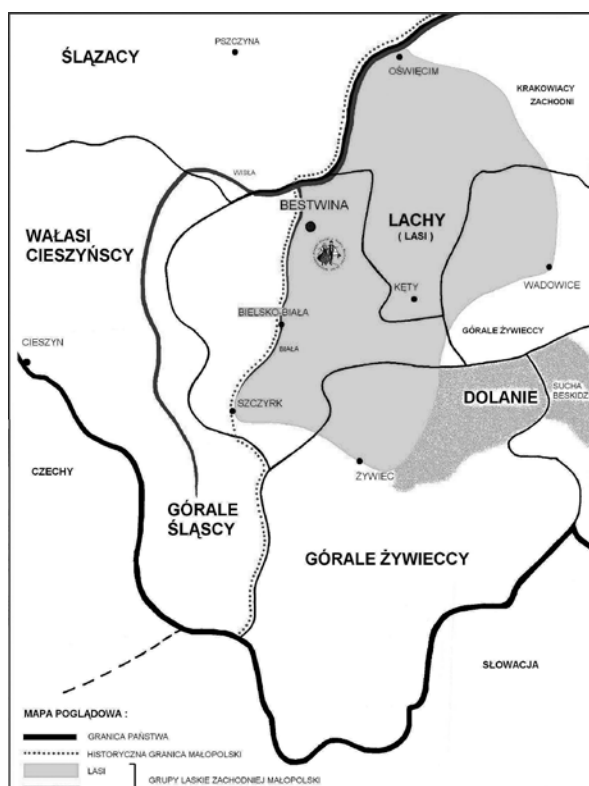 ŚLĄZACY
PSZCZYNA
OŚWIĘCIM
KRAKOWIACY
ZACHODNI
WISŁA
BESTWINA
LACHY
( LASI )
WAŁASI
CIESZYŃSCY
KĘTY
WADOWICE
BIELSKO-BIAŁA
CIESZYN
BIAŁA
GÓRALE ŻYWIECCY
DOLANIE
SUCHA
BESKIDZ
SZCZYRK
CZECHY
ŻYWIEC
GÓRALE
ŚLĄSCY
GÓRALE ŻYWIECCY
SŁOWACJA
MAPA POGLĄDOWA :
GRANICA PAŃSTWA
HISTORYCZNA GRANICA MAŁOPOLSKI
LASI
GRUPY LASKIE ZACHODNIEJ MAŁOPOLSKI